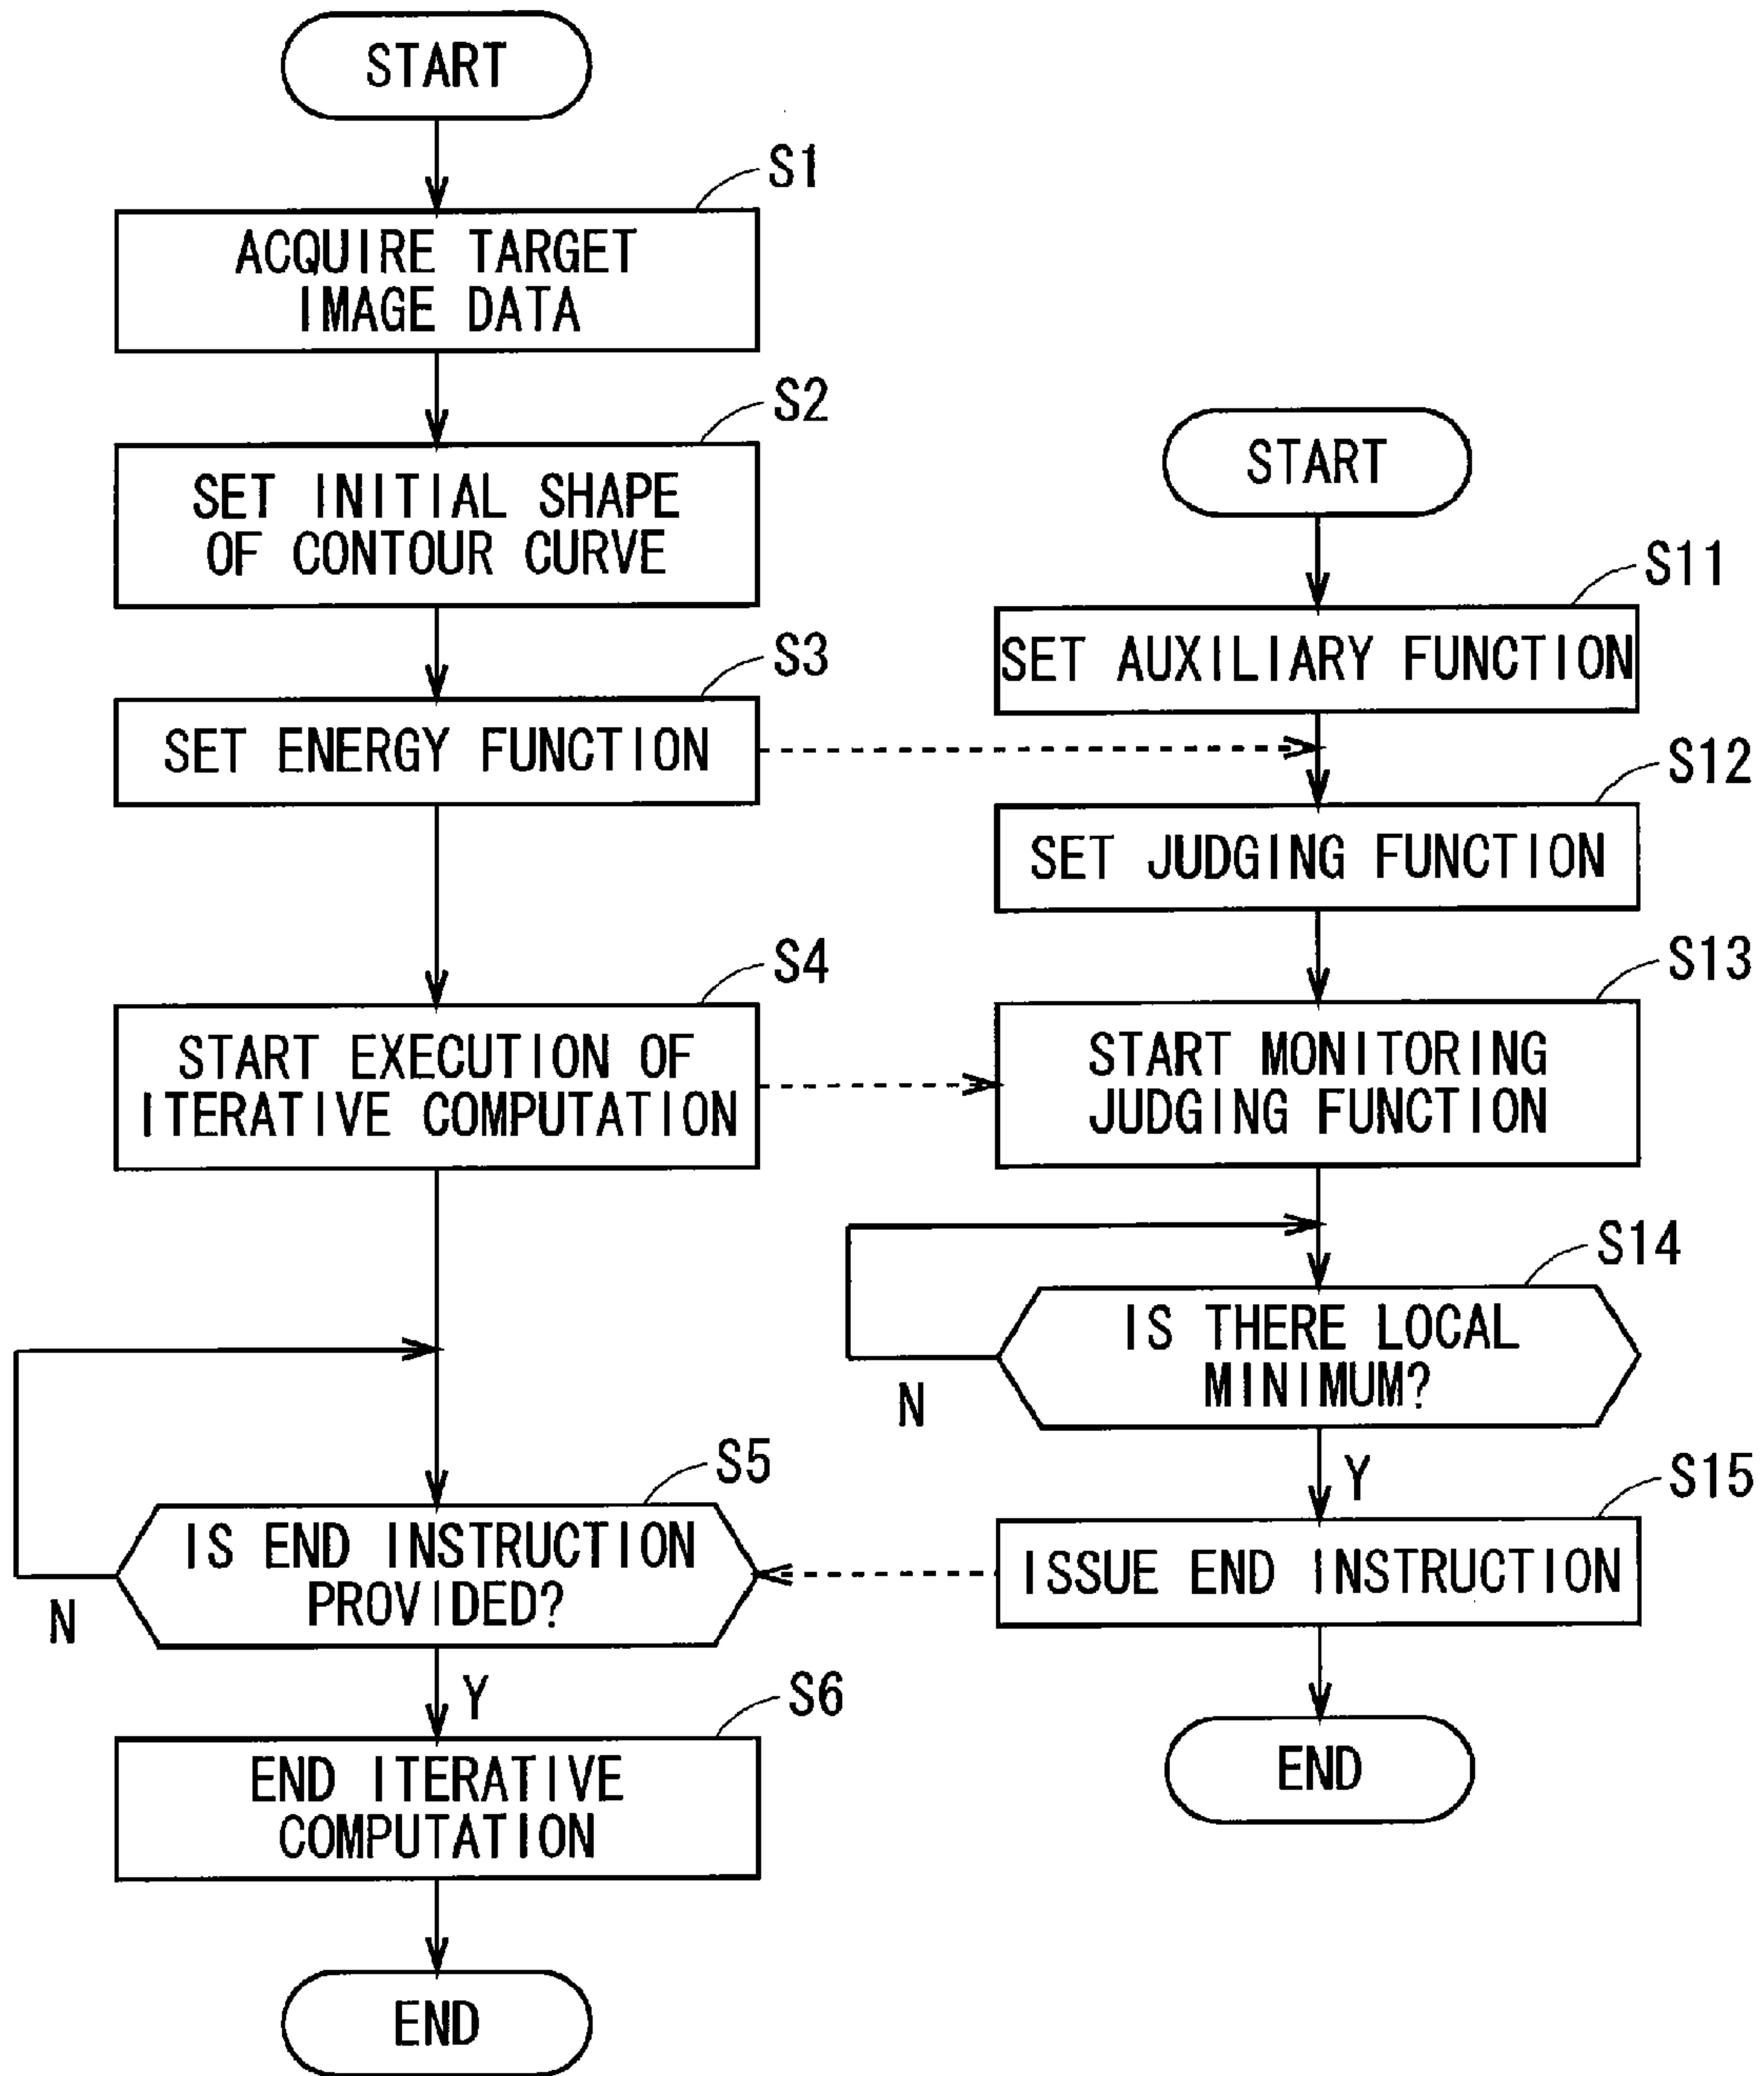 START
S1
ACQUIRE TARGET
IMAGE DATA
S2
SET INITIAL SHAPE
OF CONTOUR CURVE
S3
SET ENERGY FUNCTION
S4
START EXECUTION OF
ITERATIVE COMPUTATION
S5
IS END INSTRUCTION
PROVIDED?
N
Y
S6
END ITERATIVE
COMPUTATION
END
START
S11
SET AUXILIARY FUNCTION
S12
SET JUDGING FUNCTION
S13
START MONITORING
JUDGING FUNCTION
S14
IS THERE LOCAL
MINIMUM?
N
Y
S15
ISSUE END INSTRUCTION
END